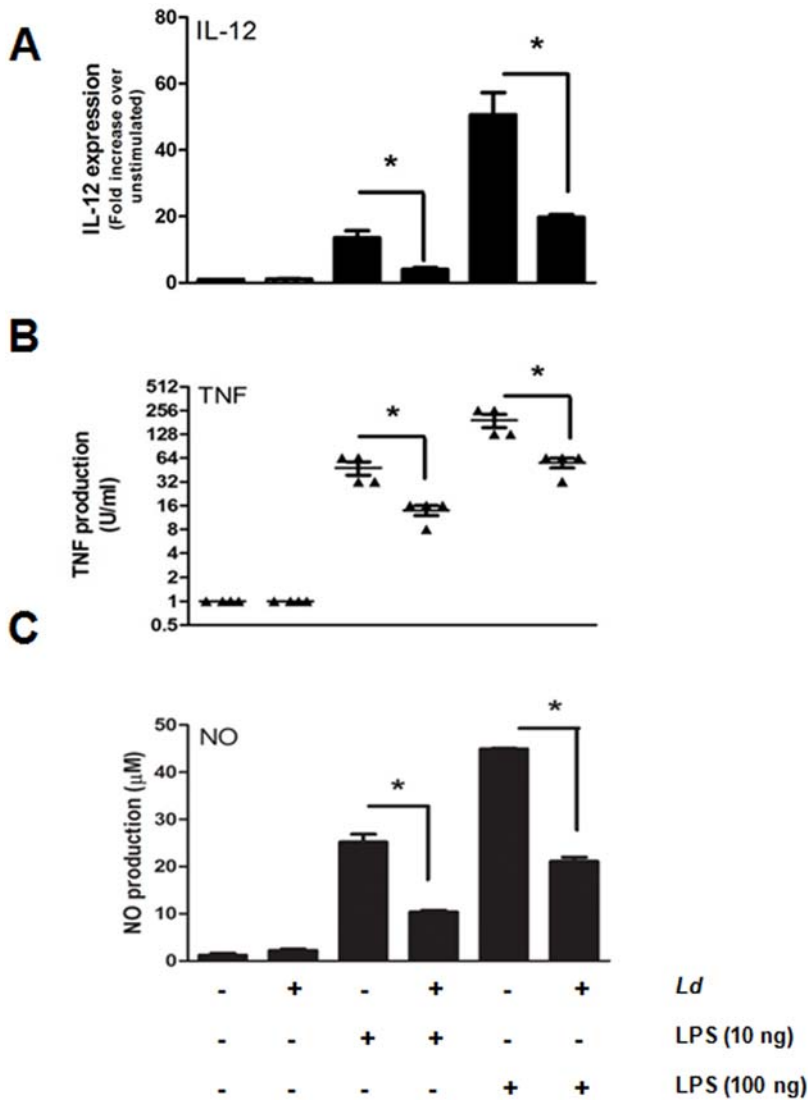 A
IL-12
IL-12 expression
(Fold increase over
unstimulated)
80
60
40
20
0
*
*
B
TNF
TNF production
(U/ml)
512
256
128
64
32
16
8
4
2
1
0.5
*
*
C
NO
NO production (μM)
50
40
30
20
10
0
*
*
- + - + - + Ld
- - + + - - LPS (10 ng)
- - - - + + LPS (100 ng)